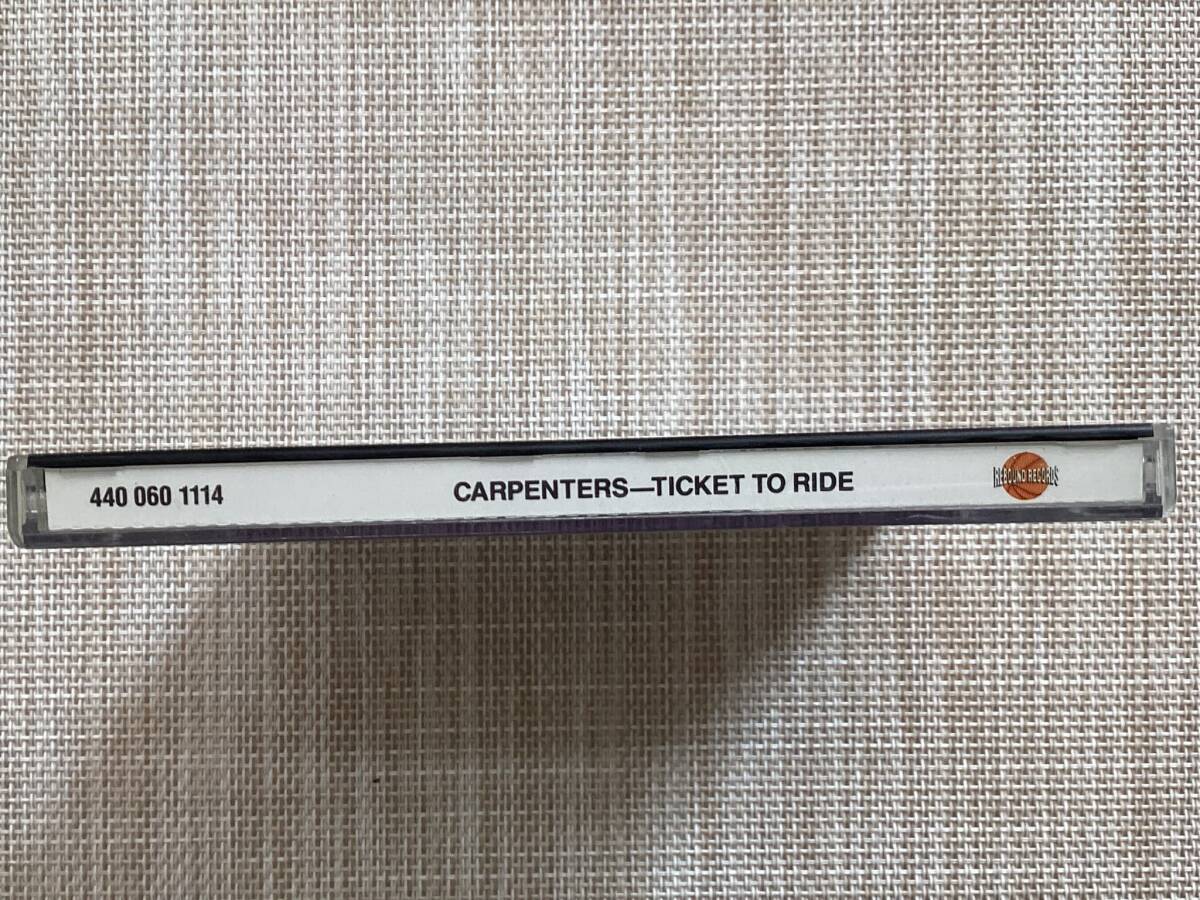 440 060 1114 CARPENTERS—TICKET TO RIDE REBOUND RECORDS